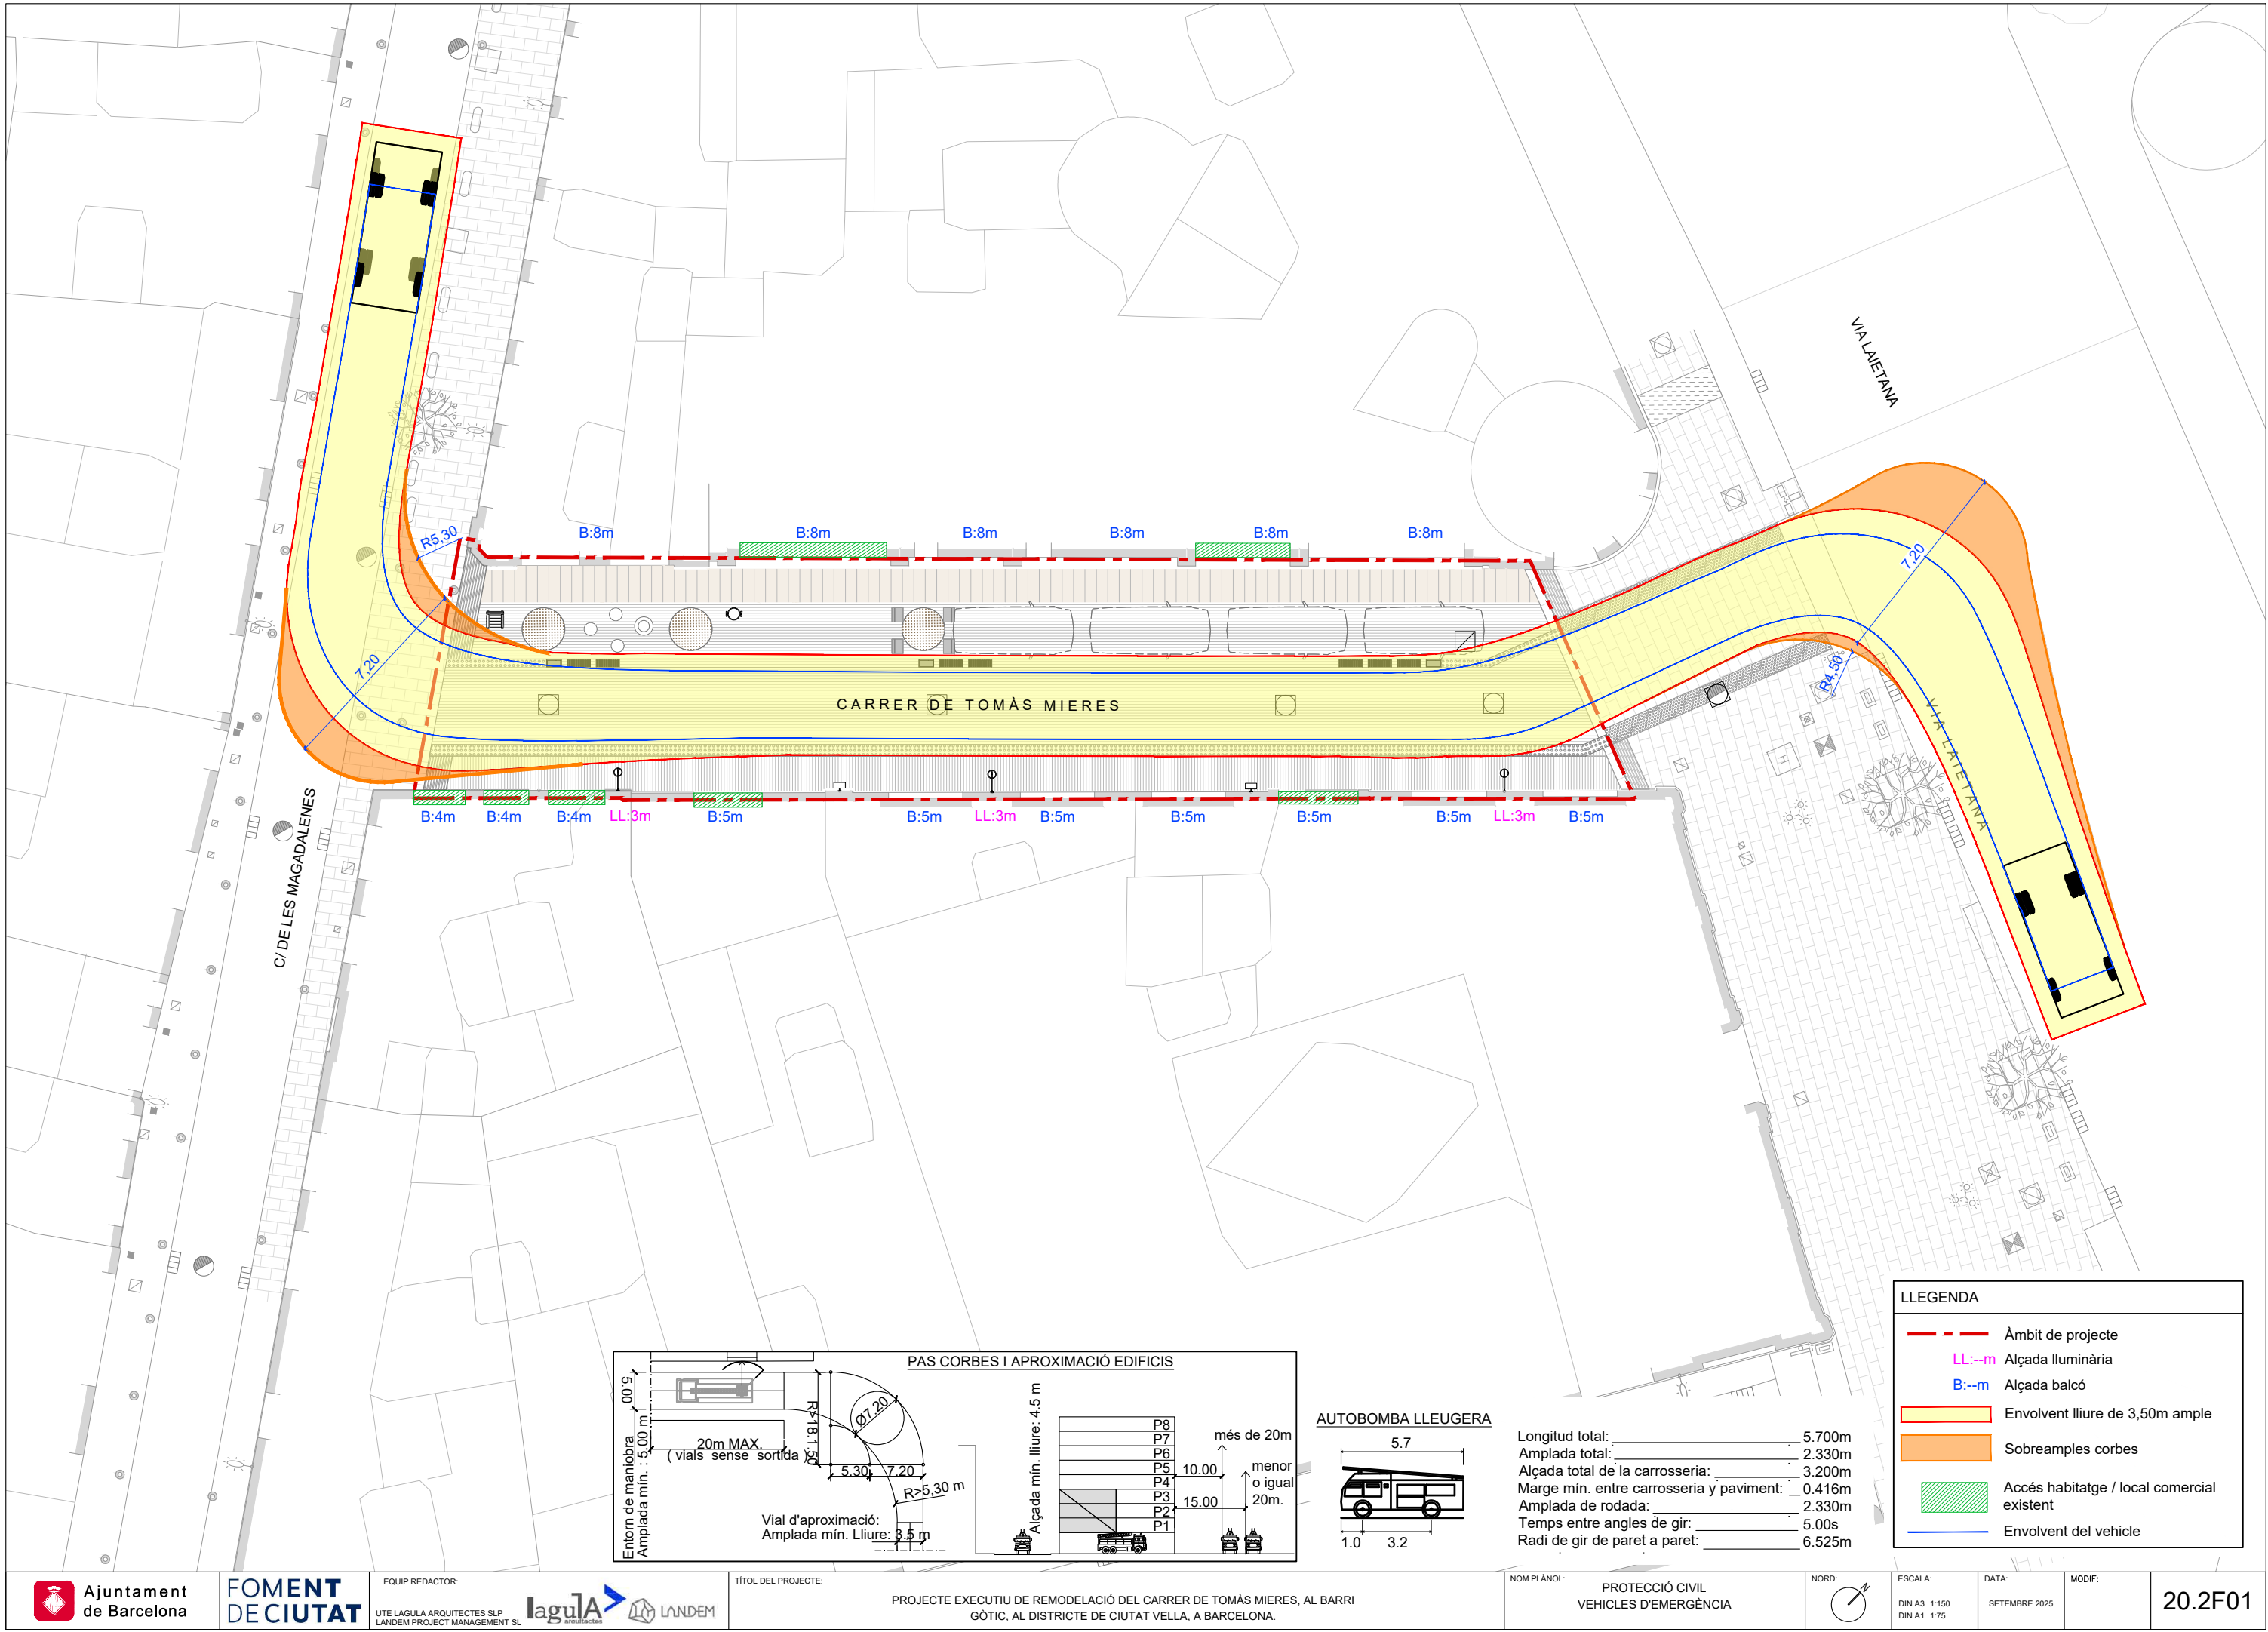 VIA LAIETANA
B:8m
B:8m
B:8m
B:8m
B:8m
B:8m
R5,30
7,20
7,20
R4,50
CARRER DE TOMÀS MIERES
VIA LAIETANA
C/ DE LES MAGADALENES
H
B:4m
B:4m
B:4m
LL:3m
B:5m
B:5m
LL:3m
B:5m
B:5m
B:5m
B:5m
LL:3m
B:5m
PAS CORBES I APROXIMACIÓ EDIFICIS
5.00
Entorn de maniobra
Amplada mín. : 5.00 m
20m MAX.
( vials sense sortida )
Ø7.20
5.30
7.20
R>5,30 m
Vial d'aproximació:
Amplada mín. Lliure: 3.5 m
Alçada mín. lliure: 4.5 m
P8
P7
P6
P5
P4
P3
P2
P1
10.00
15.00
més de 20m
menor
o igual
20m.
AUTOBOMBA LLEUGERA
5.7
1.0
3.2
Longitud total: 5.700m
Amplada total: 2.330m
Alçada total de la carrosseria: 3.200m
Marge mín. entre carrosseria y paviment: 0.416m
Amplada de rodada: 2.330m
Temps entre angles de gir: 5.00s
Radi de gir de paret a paret: 6.525m
LLEGENDA
Àmbit de projecte
LL:--m Alçada lluminària
B:--m Alçada balcó
Envolvent lliure de 3,50m ample
Sobreamples corbes
Accés habitatge / local comercial
existent
Envolvent del vehicle
Ajuntament
de Barcelona
FOMENT
DECIUTAT
EQUIP REDACTOR:
UTE LAGULA ARQUITECTES SLP
LANDEM PROJECT MANAGEMENT SL
lagulA
arquitectes
LANDEM
TÍTOL DEL PROJECTE:
PROJECTE EXECUTIU DE REMODELACIÓ DEL CARRER DE TOMÀS MIERES, AL BARRI
GÒTIC, AL DISTRICTE DE CIUTAT VELLA, A BARCELONA.
NOM PLÀNOL:
PROTECCIÓ CIVIL
VEHICLES D'EMERGÈNCIA
NORD:
N
ESCALA:
DIN A3 1:150
DIN A1 1:75
DATA:
SETEMBRE 2025
MODIF:
20.2F01